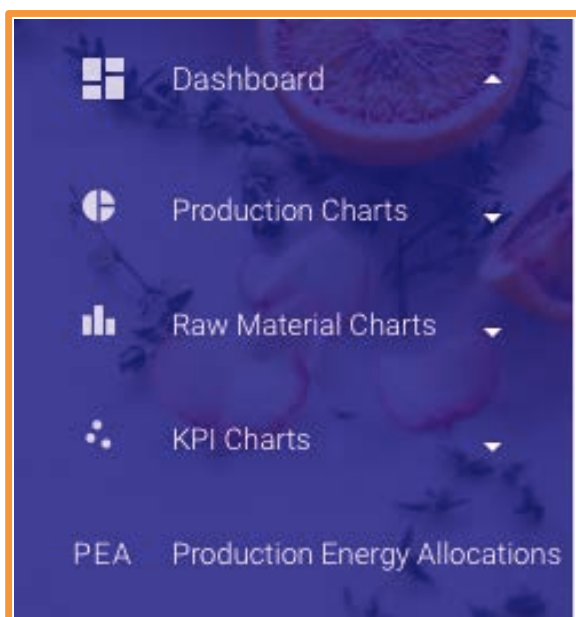 Dashboard
Production Charts
Raw Material Charts
KPI Charts
PEA Production Energy Allocations